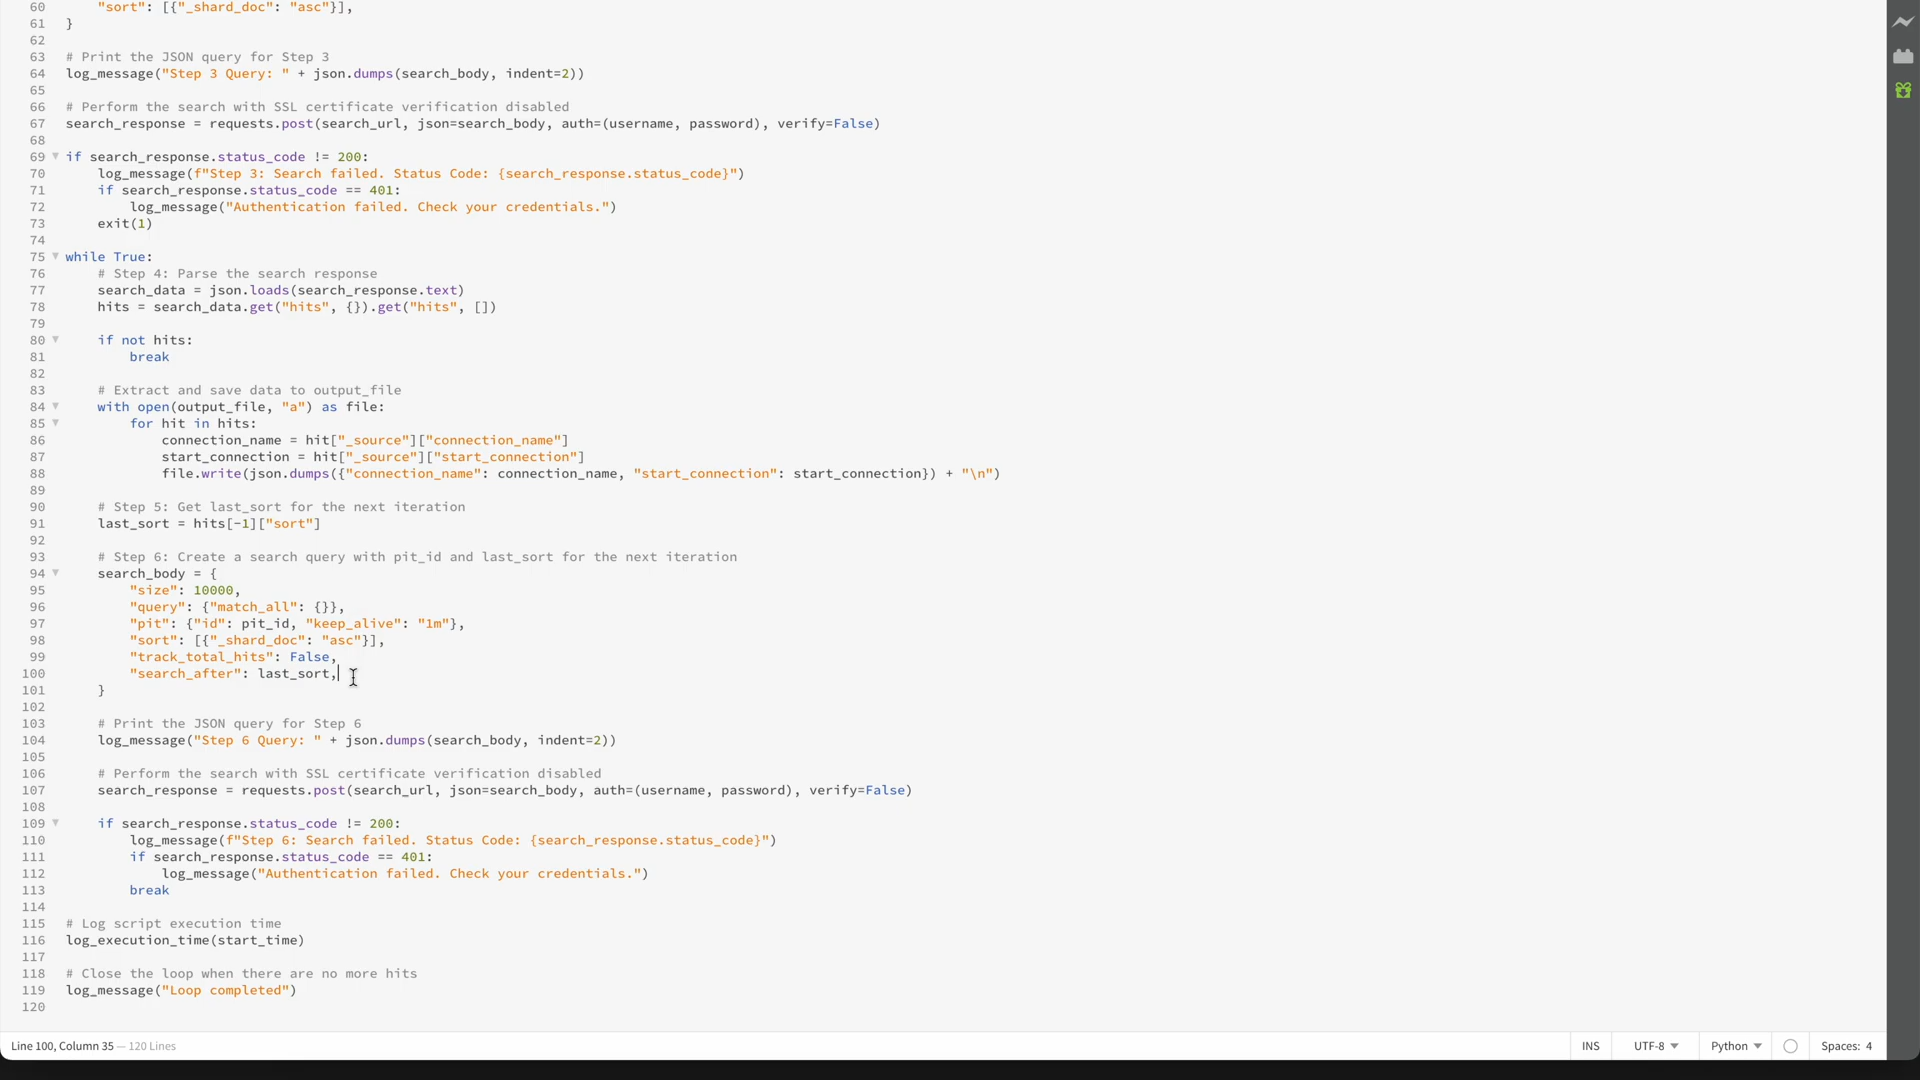 60 "sort": [{"_shard_doc": "asc"}],
61 }
62
63 # Print the JSON query for Step 3
64 log_message("Step 3 Query: " + json.dumps(search_body, indent=2))
65
66 # Perform the search with SSL certificate verification disabled
67 search_response = requests.post(search_url, json=search_body, auth=(username, password), verify=False)
68
69 if search_response.status_code != 200:
70     log_message(f"Step 3: Search failed. Status Code: {search_response.status_code}")
71     if search_response.status_code == 401:
72         log_message("Authentication failed. Check your credentials.")
73     exit(1)
74
75 while True:
76     # Step 4: Parse the search response
77     search_data = json.loads(search_response.text)
78     hits = search_data.get("hits", {}).get("hits", [])
79
80     if not hits:
81         break
82
83     # Extract and save data to output_file
84     with open(output_file, "a") as file:
85         for hit in hits:
86             connection_name = hit["_source"]["connection_name"]
87             start_connection = hit["_source"]["start_connection"]
88             file.write(json.dumps({"connection_name": connection_name, "start_connection": start_connection}) + "\n")
89
90     # Step 5: Get last_sort for the next iteration
91     last_sort = hits[-1]["sort"]
92
93     # Step 6: Create a search query with pit_id and last_sort for the next iteration
94     search_body = {
95         "size": 10000,
96         "query": {"match_all": {}},
97         "pit": {"id": pit_id, "keep_alive": "1m"},
98         "sort": [{"_shard_doc": "asc"}],
99         "track_total_hits": False,
100         "search_after": last_sort,
101     }
102
103     # Print the JSON query for Step 6
104     log_message("Step 6 Query: " + json.dumps(search_body, indent=2))
105
106     # Perform the search with SSL certificate verification disabled
107     search_response = requests.post(search_url, json=search_body, auth=(username, password), verify=False)
108
109     if search_response.status_code != 200:
110         log_message(f"Step 6: Search failed. Status Code: {search_response.status_code}")
111         if search_response.status_code == 401:
112             log_message("Authentication failed. Check your credentials.")
113         break
114
115 # Log script execution time
116 log_execution_time(start_time)
117
118 # Close the loop when there are no more hits
119 log_message("Loop completed")
120
Line 100, Column 35 — 120 Lines INS UTF-8 Python Spaces: 4